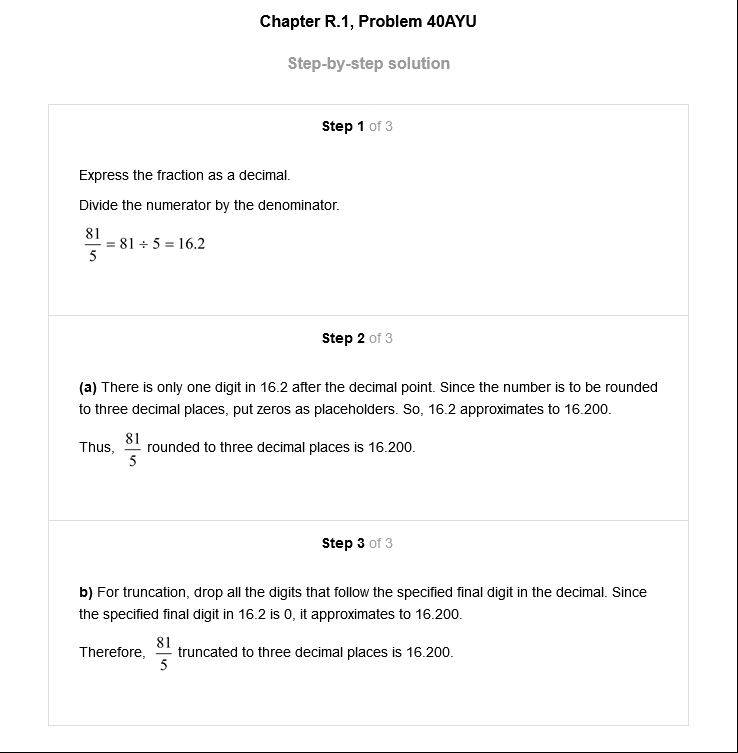 Chapter R.1, Problem 40AYU
Step-by-step solution
Step 1 of 3
Express the fraction as a decimal.
Divide the numerator by the denominator.
81/5 = 81 ÷ 5 = 16.2
Step 2 of 3
(a) There is only one digit in 16.2 after the decimal point. Since the number is to be rounded
to three decimal places, put zeros as placeholders. So, 16.2 approximates to 16.200.
Thus, 81/5 rounded to three decimal places is 16.200.
Step 3 of 3
b) For truncation, drop all the digits that follow the specified final digit in the decimal. Since
the specified final digit in 16.2 is 0, it approximates to 16.200.
Therefore, 81/5 truncated to three decimal places is 16.200.